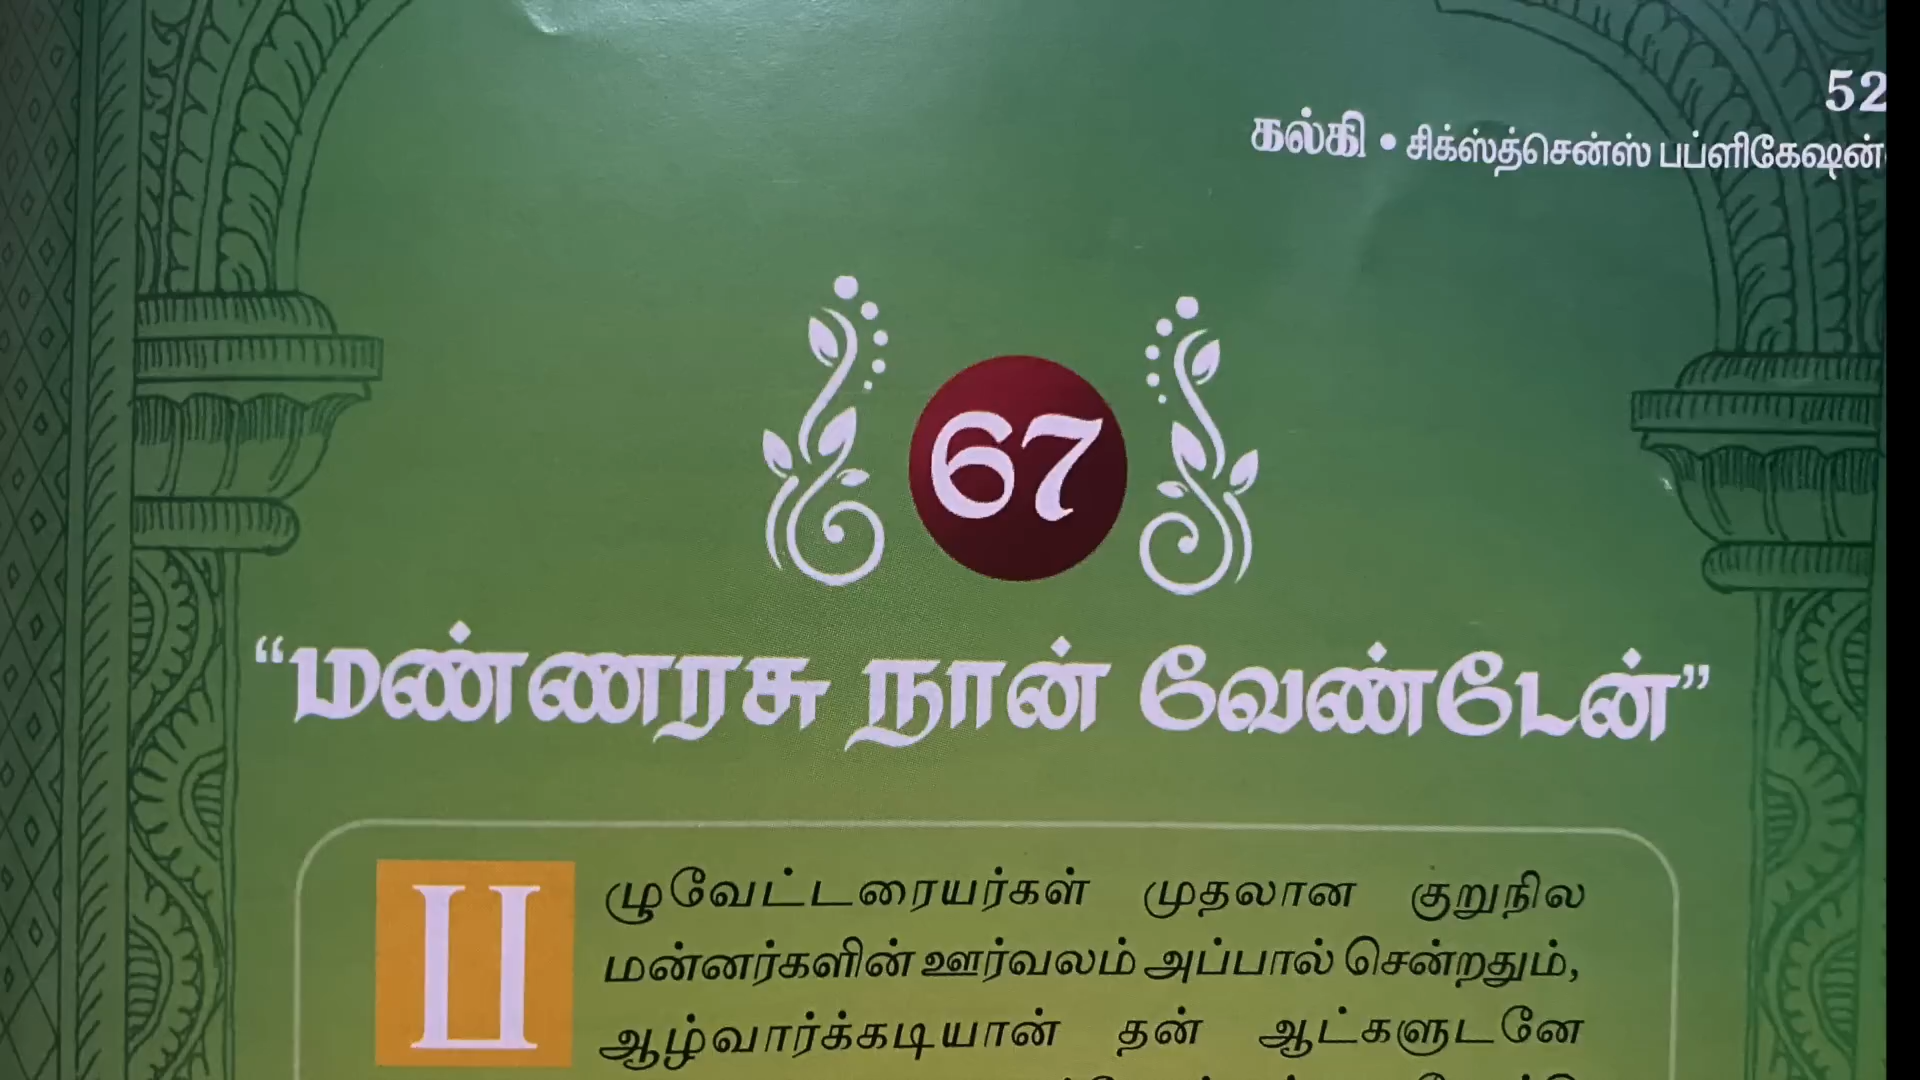 52
கல்கி • சிக்ஸ்த்சென்ஸ் பப்ளிகேஷன்
67
“மண்ணரசு நான் வேண்டேன்”
பழுவேட்டரையர்கள் முதலான குறுநில
மன்னர்களின் ஊர்வலம் அப்பால் சென்றதும்,
ஆழ்வார்க்கடியான் தன் ஆட்களுடனே